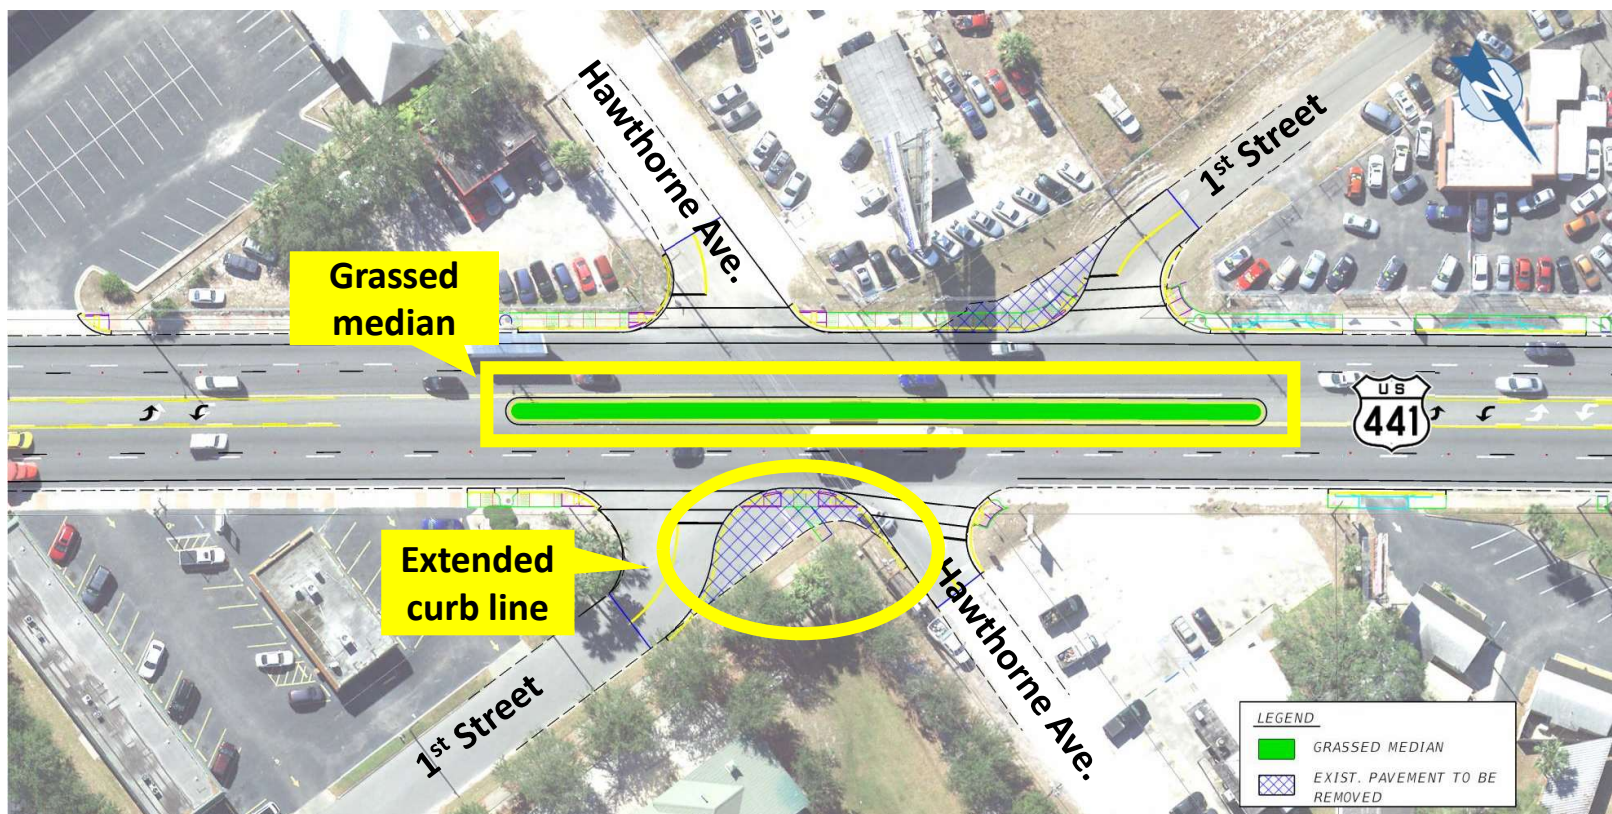 N
Hawthorne Ave.
1st Street
Grassed
median
US
441
Extended
curb line
Hawthorne Ave.
1st Street
LEGEND
GRASSED MEDIAN
EXIST. PAVEMENT TO BE
REMOVED